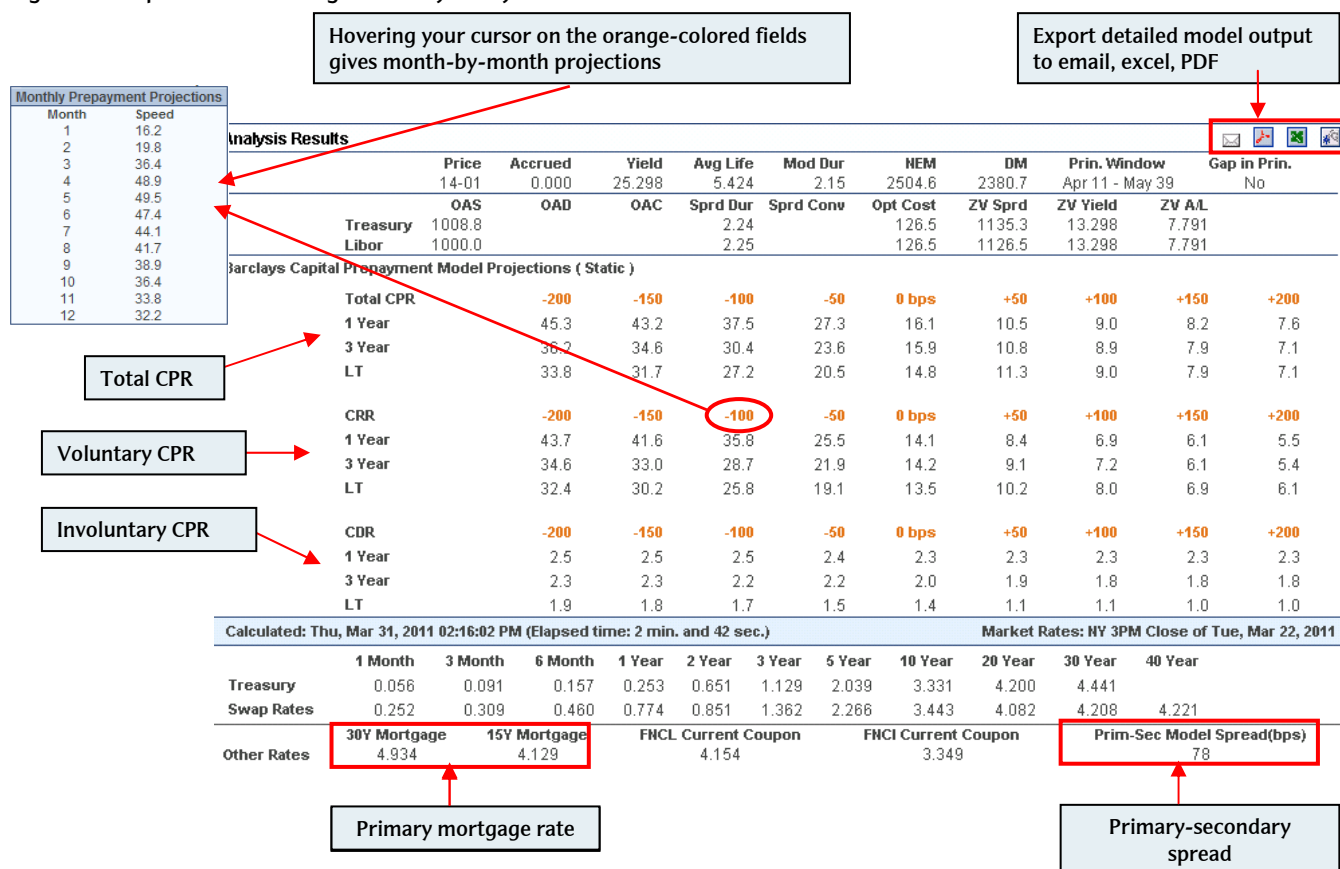 Hovering your cursor on the orange-colored fields
gives month-by-month projections
Export detailed model output
to email, excel, PDF
Monthly Prepayment Projections
Month Speed
1 16.2
2 19.8
3 36.4
4 48.9
5 49.5
6 47.4
7 44.1
8 41.7
9 38.9
10 36.4
11 33.8
12 32.2
Analysis Results
Price Accrued Yield Avg Life Mod Dur NEM DM Prin. Window Gap in Prin.
14-01 0.000 25.298 5.424 2.15 2504.6 2380.7 Apr 11 - May 39 No
OAS OAD OAC Sprd Dur Sprd Conv Opt Cost ZV Sprd ZV Yield ZV A/L
Treasury 1008.8 2.24 126.5 1135.3 13.298 7.791
Libor 1000.0 2.25 126.5 1126.5 13.298 7.791
Barclays Capital Prepayment Model Projections ( Static )
Total CPR -200 -150 -100 -50 0 bps +50 +100 +150 +200
1 Year 45.3 43.2 37.5 27.3 16.1 10.5 9.0 8.2 7.6
3 Year 36.2 34.6 30.4 23.6 15.9 10.8 8.9 7.9 7.1
LT 33.8 31.7 27.2 20.5 14.8 11.3 9.0 7.9 7.1
Total CPR
CRR -200 -150 -100 -50 0 bps +50 +100 +150 +200
1 Year 43.7 41.6 35.8 25.5 14.1 8.4 6.9 6.1 5.5
3 Year 34.6 33.0 28.7 21.9 14.2 9.1 7.2 6.1 5.4
LT 32.4 30.2 25.8 19.1 13.5 10.2 8.0 6.9 6.1
Voluntary CPR
Involuntary CPR
CDR -200 -150 -100 -50 0 bps +50 +100 +150 +200
1 Year 2.5 2.5 2.5 2.4 2.3 2.3 2.3 2.3 2.3
3 Year 2.3 2.3 2.2 2.2 2.0 1.9 1.8 1.8 1.8
LT 1.9 1.8 1.7 1.5 1.4 1.1 1.1 1.0 1.0
Calculated: Thu, Mar 31, 2011 02:16:02 PM (Elapsed time: 2 min. and 42 sec.) Market Rates: NY 3PM Close of Tue, Mar 22, 2011
1 Month 3 Month 6 Month 1 Year 2 Year 3 Year 5 Year 10 Year 20 Year 30 Year 40 Year
Treasury 0.056 0.091 0.157 0.253 0.651 1.129 2.039 3.331 4.200 4.441
Swap Rates 0.252 0.309 0.460 0.774 0.851 1.362 2.266 3.443 4.082 4.208 4.221
30Y Mortgage 15Y Mortgage FNCL Current Coupon FNCI Current Coupon Prim-Sec Model Spread(bps)
Other Rates 4.934 4.129 4.154 3.349 78
Primary mortgage rate
Primary-secondary
spread